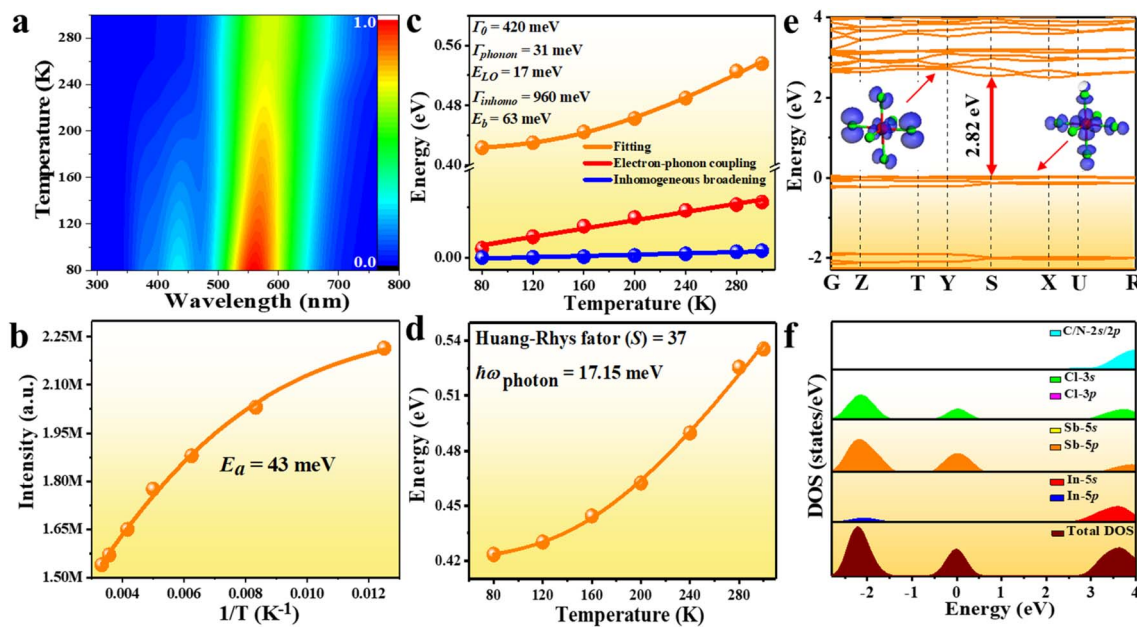 a
1.0
0.0
Temperature (K)
280
240
200
160
120
80
300 400 500 600 700
Wavelength (nm)
b
Intensity (a.u.)
2.25M
2.10M
1.95M
1.80M
1.65M
1.50M
Ea = 43 meV
0.004 0.006 0.008 0.010 0.012
1/T (K-1)
c
Γ0 = 420 meV
Γphonon = 31 meV
ELO = 17 meV
Γinhomo = 960 meV
Eb = 63 meV
Fitting
Electron-phonon coupling
Inhomogeneous broadening
Energy (eV)
0.56
0.48
0.40
0.00
80 120 160 200 240 280
Temperature (K)
d
Huang-Rhys fator (S) = 37
ℏωphoton = 17.15 meV
Energy (eV)
0.54
0.51
0.48
0.45
0.42
80 120 160 200 240 280
Temperature (K)
e
Energy (eV)
4
2
0
-2
2.82 eV
G Z T Y S X U R
f
DOS (states/eV)
C/N-2s/2p
Cl-3s
Cl-3p
Sb-5s
Sb-5p
In-5s
In-5p
Total DOS
-2 -1 0 1 2 3 4
Energy (eV)